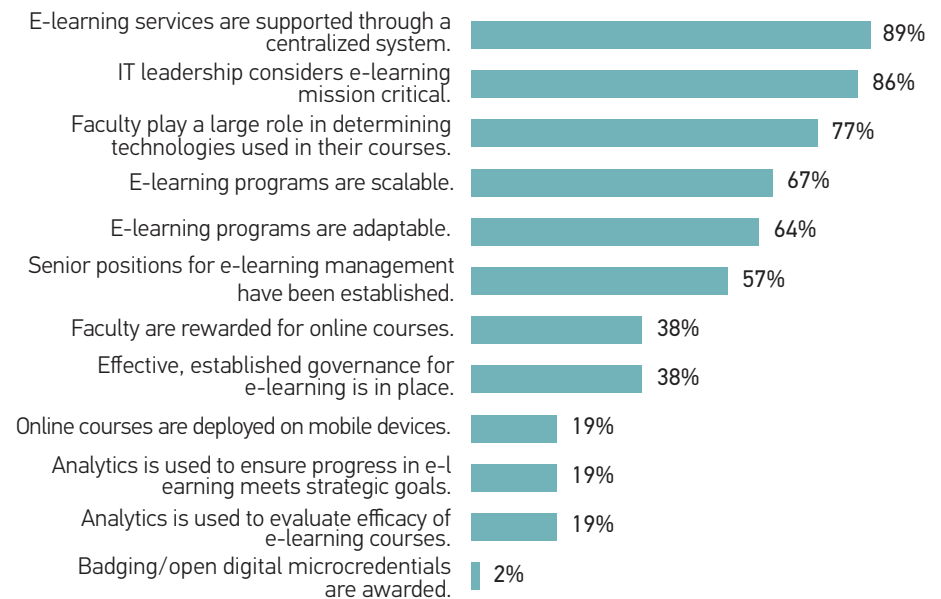 E-learning services are supported through a
centralized system.
89%
IT leadership considers e-learning
mission critical.
86%
Faculty play a large role in determining
technologies used in their courses.
77%
E-learning programs are scalable.
67%
E-learning programs are adaptable.
64%
Senior positions for e-learning management
have been established.
57%
Faculty are rewarded for online courses.
38%
Effective, established governance for
e-learning is in place.
38%
Online courses are deployed on mobile devices.
19%
Analytics is used to ensure progress in e-l
earning meets strategic goals.
19%
Analytics is used to evaluate efficacy of
e-learning courses.
19%
Badging/open digital microcredentials
are awarded.
2%